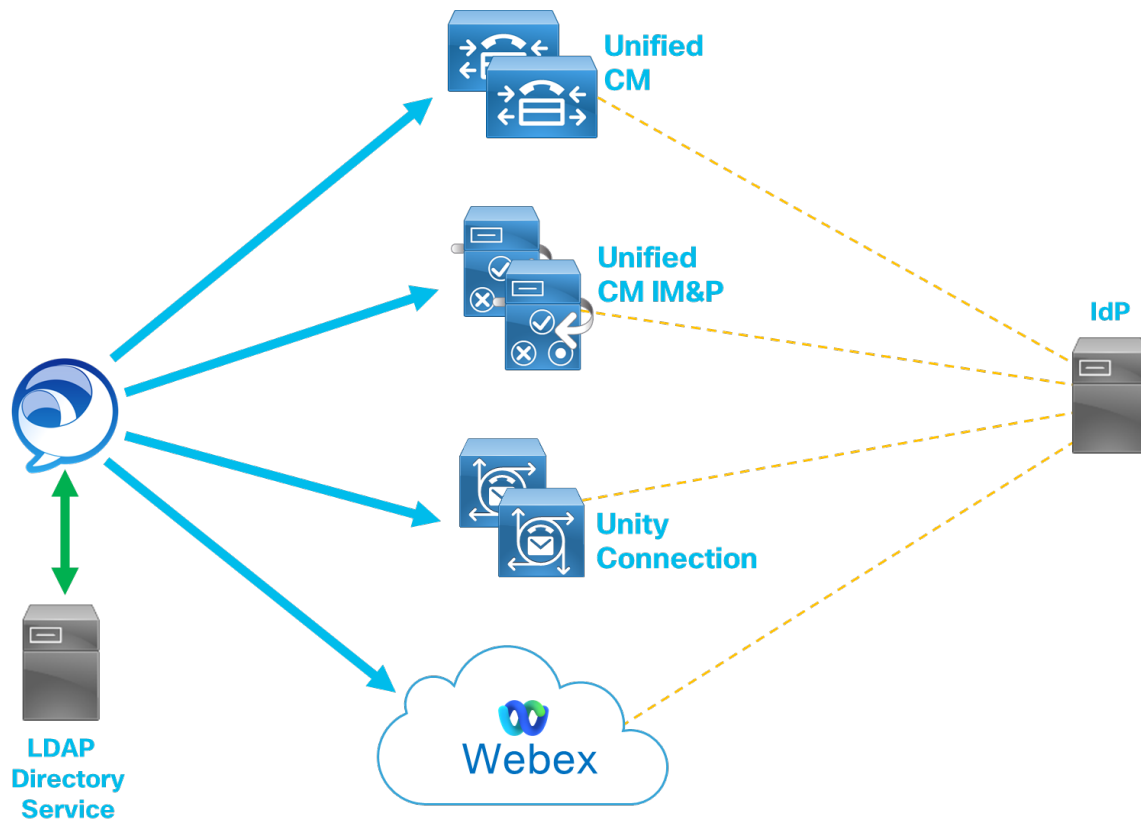 Unified
CM
Unified
CM IM&P
IdP
Unity
Connection
Webex
LDAP
Directory
Service